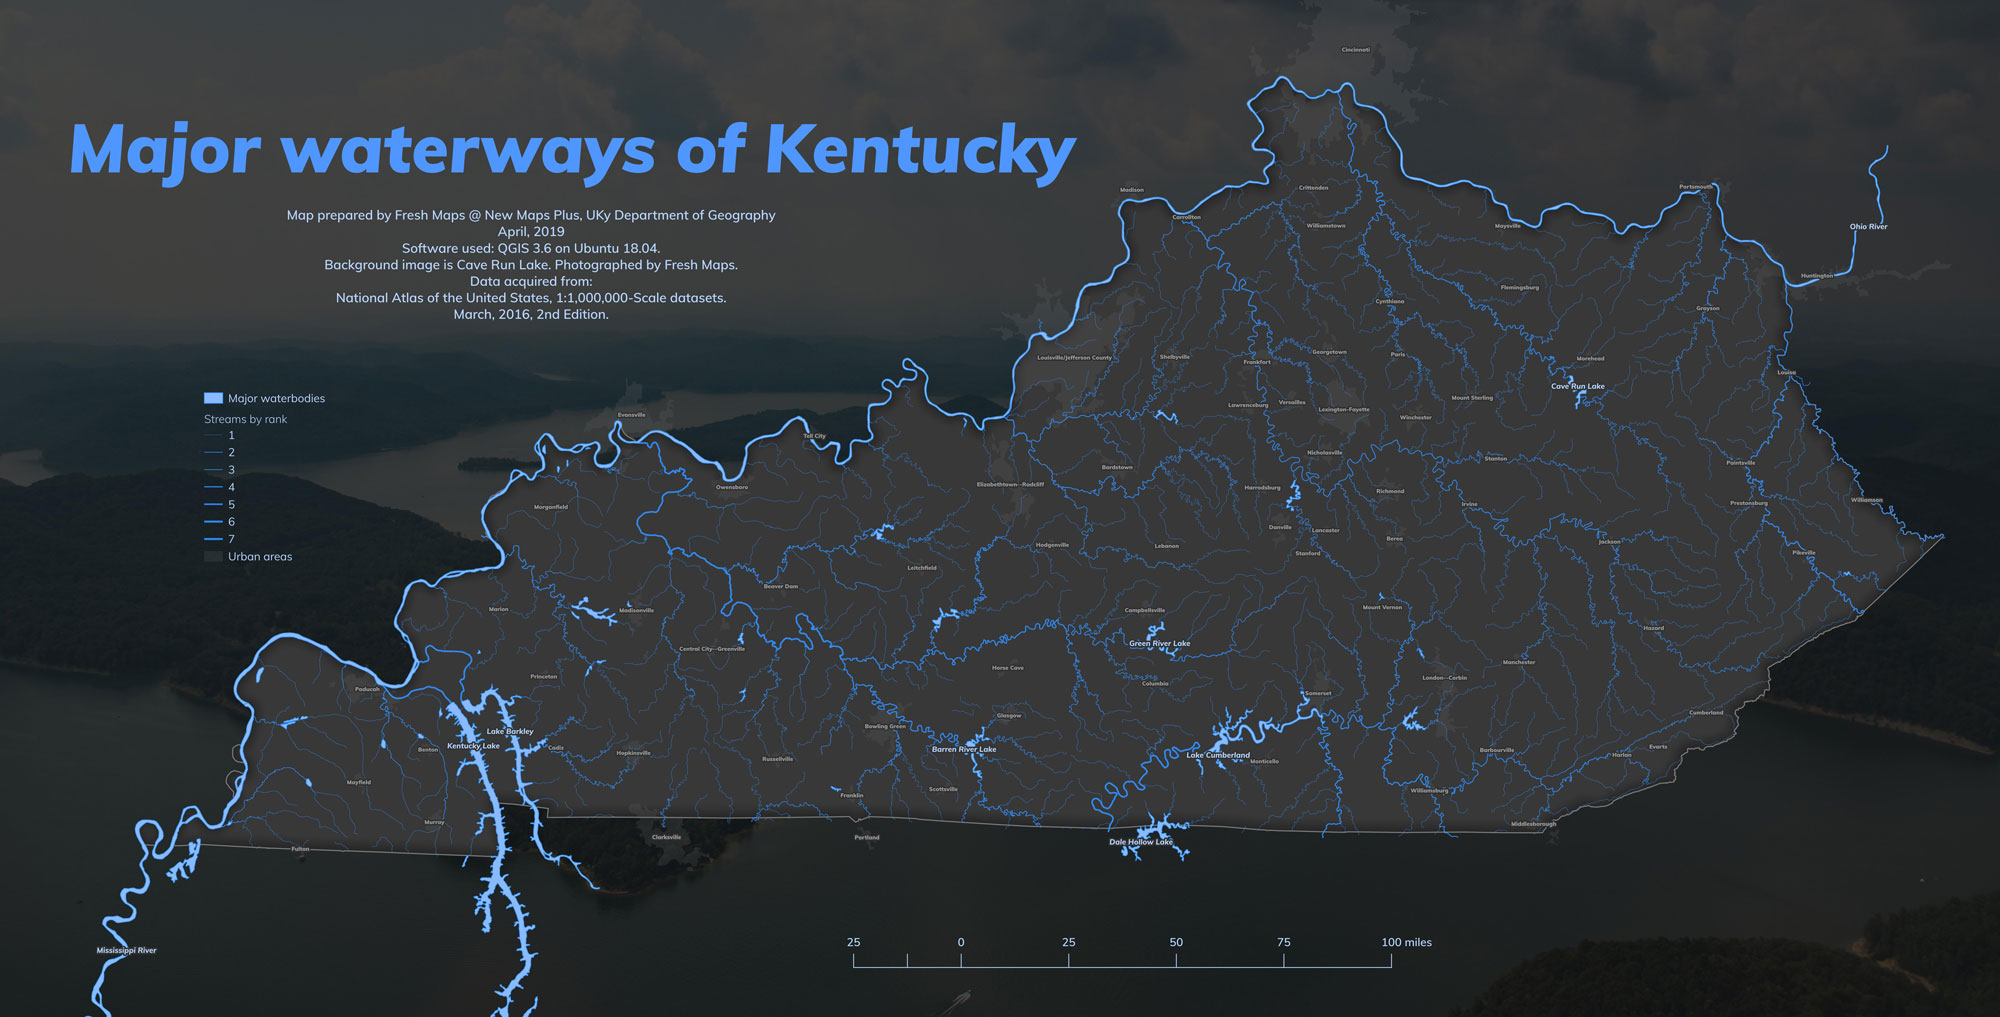 Major waterways of Kentucky
Map prepared by Fresh Maps @ New Maps Plus, UKy Department of Geography
April, 2019
Software used: QGIS 3.6 on Ubuntu 18.04.
Background image is Cave Run Lake. Photographed by Fresh Maps.
Data acquired from:
National Atlas of the United States, 1:1,000,000-Scale datasets.
March, 2016, 2nd Edition.
Major waterbodies
Streams by rank
1
2
3
4
5
6
7
Urban areas
Cincinnati
Madison
Crittenden
Portsmouth
Carrollton
Williamstown
Maysville
Ohio River
Huntington
Flemingsburg
Cynthiana
Grayson
Louisville/Jefferson County
Shelbyville
Frankfort
Georgetown
Paris
Morehead
Louisa
Cave Run Lake
Mount Sterling
Lawrenceburg
Versailles
Lexington-Fayette
Winchester
Evansville
Tell City
Nicholasville
Stanton
Paintsville
Bardstown
Owensboro
Elizabethtown--Radcliff
Harrodsburg
Richmond
Irvine
Prestonsburg
Williamson
Morganfield
Danville
Lancaster
Berea
Jackson
Hodgenville
Lebanon
Stanford
Pikeville
Leitchfield
Beaver Dam
Marion
Madisonville
Campbellsville
Mount Vernon
Hazard
Green River Lake
Central City--Greenville
Horse Cave
Manchester
Princeton
Columbia
London--Corbin
Paducah
Somerset
Glasgow
Cumberland
Bowling Green
Lake Barkley
Kentucky Lake
Benton
Cadiz
Hopkinsville
Russellville
Barren River Lake
Lake Cumberland
Monticello
Barbourville
Evarts
Harlan
Mayfield
Scottsville
Franklin
Williamsburg
Murray
Middlesborough
Clarksville
Portland
Dale Hollow Lake
Fulton
Mississippi River
25
0
25
50
75
100 miles